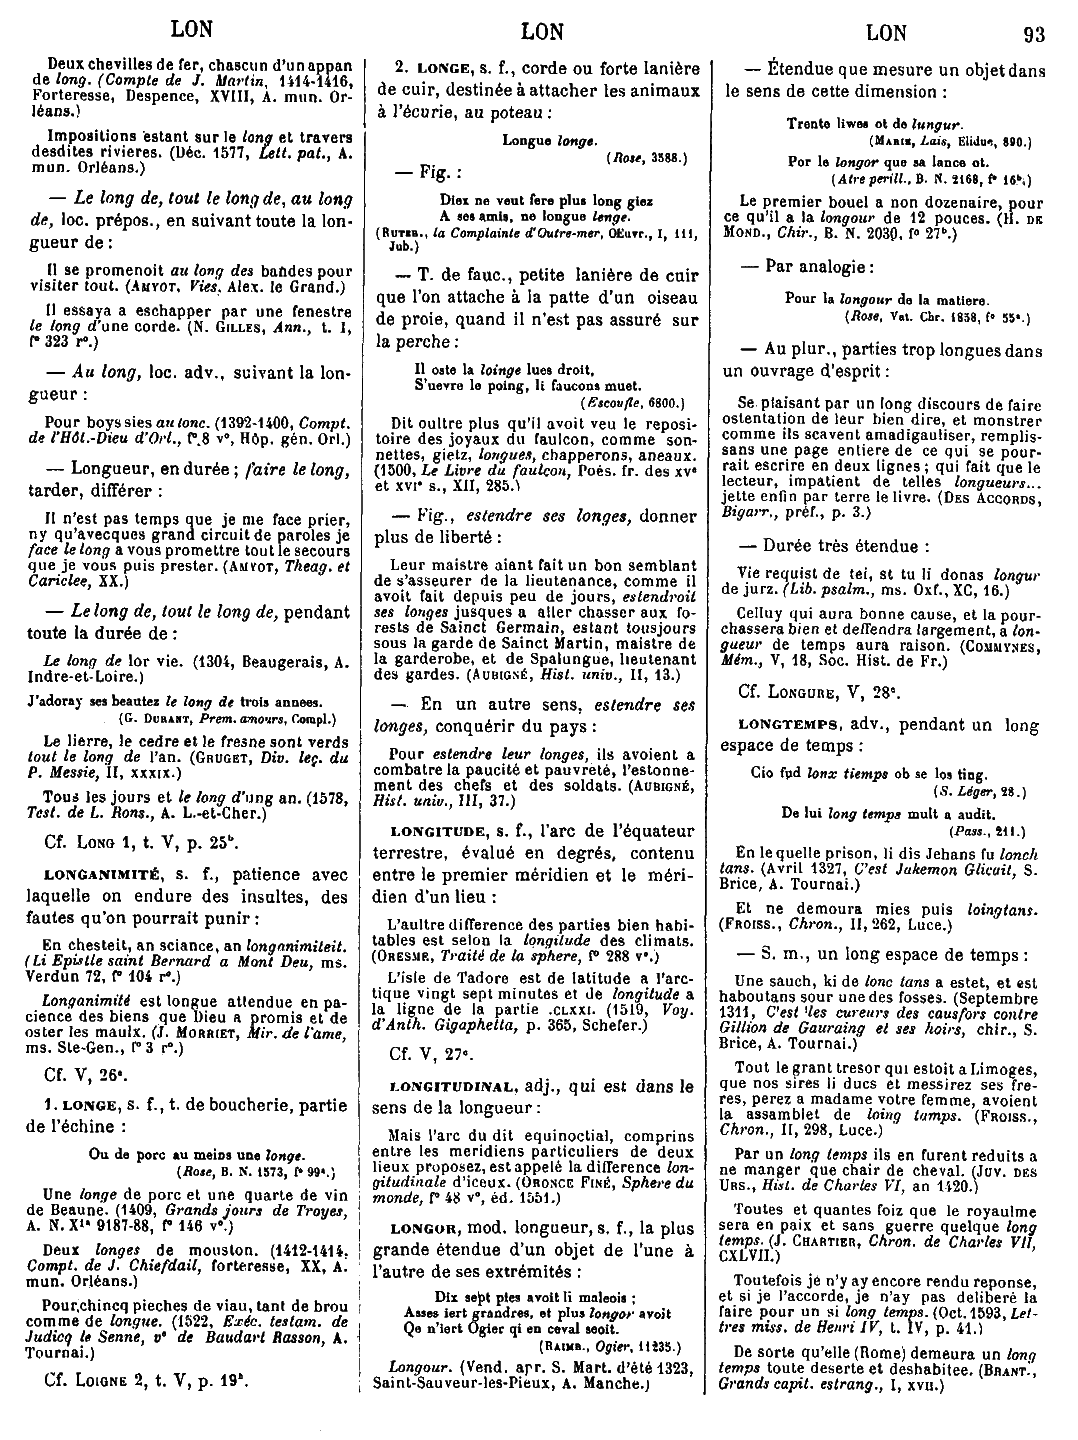 LON
LON
LON
93
Deux chevilles de fer, chascun d'un appan
de long. (Compte de J. Martin, 1414-1416,
Forteresse, Despence, XVIII, A. mun. Or-
léans.)
Impositions estant sur le long et travers
desdites rivieres. (Déc. 1577, Lett. pat., A.
mun. Orléans.)
— Le long de, tout le long de, au long
de, loc. prépos., en suivant toute la lon-
gueur de :
Il se promenoit au long des bandes pour
visiter tout. (AMYOT, Vies, Alex. le Grand.)
Il essaya a eschapper par une fenestre
le long d'une corde. (N. GILLES, Ann., t. I,
f° 323 r°.)
— Au long, loc. adv., suivant la lon-
gueur :
Pour boys sies au lonc. (1392-1400, Compt.
de l'Hôt.-Dieu d'Orl., f° 8 v°, Hôp. gén. Orl.)
— Longueur, en durée ; faire le long,
tarder, différer :
Il n'est pas temps que je me face prier,
ny qu'avecques grand circuit de paroles je
face le long a vous promettre tout le secours
que je vous puis prester. (AMYOT, Theag. et
Cariclee, XX.)
— Le long de, tout le long de, pendant
toute la durée de :
Le long de lor vie. (1304, Beaugerais, A.
Indre-et-Loire.)
J'adoray ses beautez le long de trois annees.
(G. DURANT, Prem. amours, Compl.)
Le lierre, le cedre et le fresne sont verds
tout le long de l'an. (GRUGET, Div. leç. du
P. Messie, II, XXXIX.)
Tous les jours et le long d'ung an. (1578,
Test. de L. Rons., A. L.-et-Cher.)
Cf. LONG 1, t. V, p. 25ᵇ.
LONGANIMITÉ, s. f., patience avec
laquelle on endure des insultes, des
fautes qu'on pourrait punir :
En chesteit, an sciance, an longanimiteit.
(Li Epistle saint Bernard a Mont Deu, ms.
Verdun 72, f° 104 r°.)
Longanimité est longue attendue en pa-
cience des biens que Dieu a promis et de
oster les maulx. (J. MORRIET, Mir. de l'ame,
ms. Ste-Gen., f° 3 r°.)
Cf. V, 26ᵃ.
1. LONGE, s. f., t. de boucherie, partie
de l'échine :
Ou de porc au meins une longe.
(Rose, B. N. 1573, f° 99ᵃ.)
Une longe de porc et une quarte de vin
de Beaune. (1409, Grands jours de Troyes,
A. N. X¹ᵃ 9187-88, f° 146 v°.)
Deux longes de mouston. (1412-1414,
Compt. de J. Chiefdail, forteresse, XX, A.
mun. Orléans.)
Pour chincq pieches de viau, tant de brou
comme de longue. (1522, Exéc. testam. de
Judicq le Senne, vᵉ de Baudart Rasson, A.
Tournai.)
Cf. LOIGNE 2, t. V, p. 19ᵇ.
2. LONGE, s. f., corde ou forte lanière
de cuir, destinée à attacher les animaux
à l'écurie, au poteau :
Longue longe.
(Rose, 3588.)
— Fig. :
Diex ne veut fere plus long giez
A ses amis, ne longue lenge.
(RUTEB., la Complainte d'Outre-mer, Œuvr., I, 111,
Jub.)
— T. de fauc., petite lanière de cuir
que l'on attache à la patte d'un oiseau
de proie, quand il n'est pas assuré sur
la perche :
Il oste la loinge lues droit,
S'uevre le poing, li faucons muet.
(Escoufle, 6800.)
Dit oultre plus qu'il avoit veu le reposi-
toire des joyaux du faulcon, comme son-
nettes, gietz, longues, chapperons, aneaux.
(1500, Le Livre du faulcon, Poés. fr. des XVᵉ
et XVIᵉ s., XII, 285.)
— Fig., estendre ses longes, donner
plus de liberté :
Leur maistre aiant fait un bon semblant
de s'asseurer de la lieutenance, comme il
avoit fait depuis peu de jours, estendroit
ses longes jusques a aller chasser aux fo-
rests de Sainct Germain, estant tousjours
sous la garde de Sainct Martin, maistre de
la garderobe, et de Spalungue, lieutenant
des gardes. (AUBIGNÉ, Hist. univ., II, 13.)
— En un autre sens, estendre ses
longes, conquérir du pays :
Pour estendre leur longes, ils avoient a
combatre la paucité et pauvreté, l'estonne-
ment des chefs et des soldats. (AUBIGNÉ,
Hist. univ., III, 37.)
LONGITUDE, s. f., l'arc de l'équateur
terrestre, évalué en degrés, contenu
entre le premier méridien et le méri-
dien d'un lieu :
L'aultre difference des parties bien habi-
tables est selon la longitude des climats.
(ORESME, Traité de la sphere, f° 288 v°.)
L'isle de Tadore est de latitude a l'arc-
tique vingt sept minutes et de longitude a
la ligne de la partie .CLXXI. (1519, Voy.
d'Anth. Gigaphetta, p. 365, Schefer.)
Cf. V, 27ᶜ.
LONGITUDINAL, adj., qui est dans le
sens de la longueur :
Mais l'arc du dit equinoctial, comprins
entre les meridiens particuliers de deux
lieux proposez, est appelé la difference lon-
gitudinale d'iceux. (ORONCE FINÉ, Sphere du
monde, f° 48 v°, éd. 1551.)
LONGOR, mod. longueur, s. f., la plus
grande étendue d'un objet de l'une à
l'autre de ses extrémités :
Dix sept ptes avoit li maleois ;
Asses iert grandres, et plus longor avoit
Qe n'iert Ogier qi en ceval seoit.
(RAIMB., Ogier, 11235.)
Longour. (Vend. apr. S. Mart. d'été 1323,
Saint-Sauveur-les-Pieux, A. Manche.)
— Étendue que mesure un objet dans
le sens de cette dimension :
Trente liwes ot de lungur.
(MARIE, Lais, Eliduc, 890.)
Por le longor que sa lance ot.
(Atre perill., B. N. 2168, f° 16ᵇ.)
Le premier bouel a non dozenaire, pour
ce qu'il a la longour de 12 pouces. (H. DE
MOND., Chir., B. N. 2030, f° 27ᵇ.)
— Par analogie :
Pour la longour de la matiere.
(Rose, Vat. Chr. 1858, f° 55ᵃ.)
— Au plur., parties trop longues dans
un ouvrage d'esprit :
Se plaisant par un long discours de faire
ostentation de leur bien dire, et monstrer
comme ils scavent amadigauliser, remplis-
sans une page entiere de ce qui se pour-
rait escrire en deux lignes ; qui fait que le
lecteur, impatient de telles longueurs...
jette enfin par terre le livre. (DES ACCORDS,
Bigarr., préf., p. 3.)
— Durée très étendue :
Vie requist de tei, st tu li donas longur
de jurz. (Lib. psalm., ms. Oxf., XC, 16.)
Celluy qui aura bonne cause, et la pour-
chassera bien et deffendra largement, a lon-
gueur de temps aura raison. (COMMYNES,
Mém., V, 18, Soc. Hist. de Fr.)
Cf. LONGURE, V, 28ᶜ.
LONGTEMPS, adv., pendant un long
espace de temps :
Cio fud lonx tiemps ob se los ting.
(S. Léger, 28.)
De lui long temps mult a audit.
(Pass., 211.)
En le quelle prison, li dis Jehans fu lonch
tans. (Avril 1327, C'est Jakemon Glicuit, S.
Brice, A. Tournai.)
Et ne demoura mies puis loingtans.
(FROISS., Chron., II, 262, Luce.)
— S. m., un long espace de temps :
Une sauch, ki de lonc tans a estet, et est
haboutans sour une des fosses. (Septembre
1311, C'est les cureurs des causfors contre
Gillion de Gauraing et ses hoirs, chir., S.
Brice, A. Tournai.)
Tout le grant tresor qui estoit a Limoges,
que nos sires li ducs et messirez ses fre-
res, perez a madame votre femme, avoient
la assamblet de loing tamps. (FROISS.,
Chron., II, 298, Luce.)
Par un long temps ils en furent reduits a
ne manger que chair de cheval. (JUV. DES
URS., Hist. de Charles VI, an 1420.)
Toutes et quantes foiz que le royaulme
sera en paix et sans guerre quelque long
temps. (J. CHARTIER, Chron. de Charles VII,
CXLVII.)
Toutefois je n'y ay encore rendu reponse,
et si je l'accorde, je n'ay pas deliberé la
faire pour un si long temps. (Oct. 1593, Let-
tres miss. de Henri IV, t. IV, p. 41.)
De sorte qu'elle (Rome) demeura un long
temps toute deserte et deshabitee. (BRANT.,
Grands capit. estrang., I, XVII.)